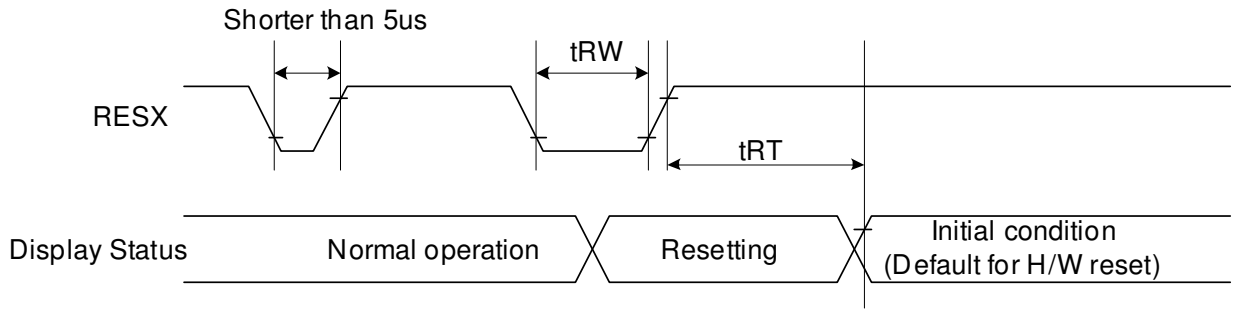 Shorter than 5us
tRW
RESX
tRT
Display Status
Normal operation
Resetting
Initial condition
(Default for H/W reset)